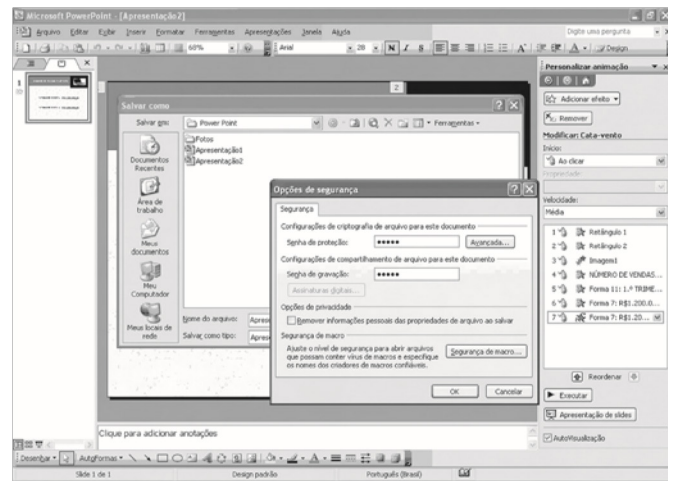 Microsoft PowerPoint - [Apresentação2]
Arquivo Editar Exibir Inserir Formatar Ferramentas Apresentações Janela Ajuda
Digite uma pergunta
60% Arial 28 N I S Design
Personalizar animação
Adicionar efeito
Remover
Modificar: Cata-vento
Início:
Ao clicar
Propriedade:
Velocidade:
Média
1 Retângulo 1
2 Retângulo 2
3 Imagem1
4 NÚMERO DE VENDAS...
5 Forma 11: 1.º TRIME...
6 Forma 7: R$1.200.0...
7 Forma 7: R$1.20...
Reordenar
Executar
Apresentação de slides
AutoVisualização
1
2
Salvar como
Salvar em: Power Point Ferramentas
Fotos
Apresentação1
Apresentação2
Documentos Recentes
Área de trabalho
Meus documentos
Meu Computador
Meus locais de rede
Nome do arquivo: Apres
Salvar como tipo: Apres
Opções de segurança
Segurança
Configurações de criptografia de arquivo para este documento
Senha de proteção: ***** Avançada...
Configurações de compartilhamento de arquivo para este documento
Senha de gravação: *****
Assinaturas digitais...
Opções de privacidade
Remover informações pessoais das propriedades de arquivo ao salvar
Segurança de macro
Ajuste o nível de segurança para abrir arquivos
que possam conter vírus de macros e especifique
os nomes dos criadores de macros confiáveis.
Segurança de macro...
OK Cancelar
Clique para adicionar anotações
Desenhar AutoFormas
Slide 1 de 1 Design padrão Português (Brasil)